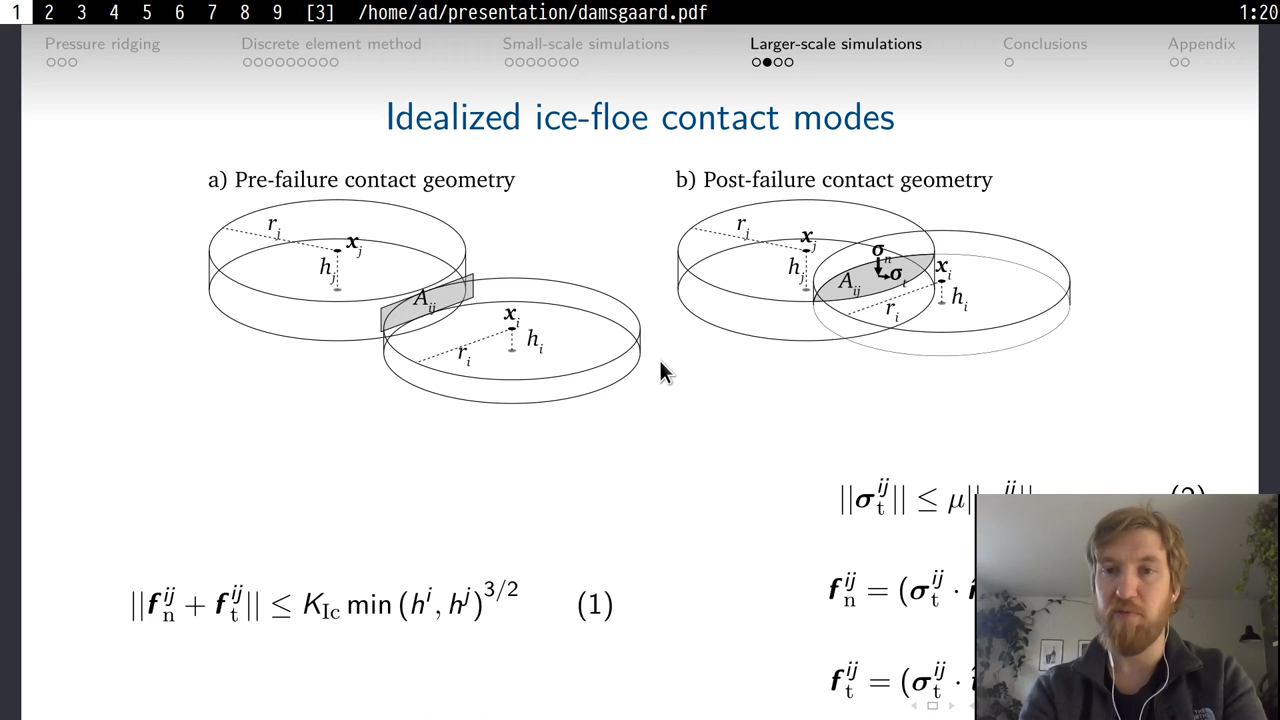 1 2 3 4 5 6 7 8 9 [3] /home/ad/presentation/damsgaard.pdf 1:20
Pressure ridging Discrete element method Small-scale simulations Larger-scale simulations Conclusions Appendix
Idealized ice-floe contact modes
a) Pre-failure contact geometry
r_j
x_j
h_j
A_ij
x_i
r_i
h_i
b) Post-failure contact geometry
r_j
x_j
h_j
σ_n
σ_t
A_ij
x_i
r_i
h_i
||f_n^ij + f_t^ij|| ≤ K_Ic min (h^i, h^j)^3/2 (1)
||σ_t^ij|| ≤ μ||
f_n^ij = (σ_t^ij ·
f_t^ij = (σ_t^ij ·